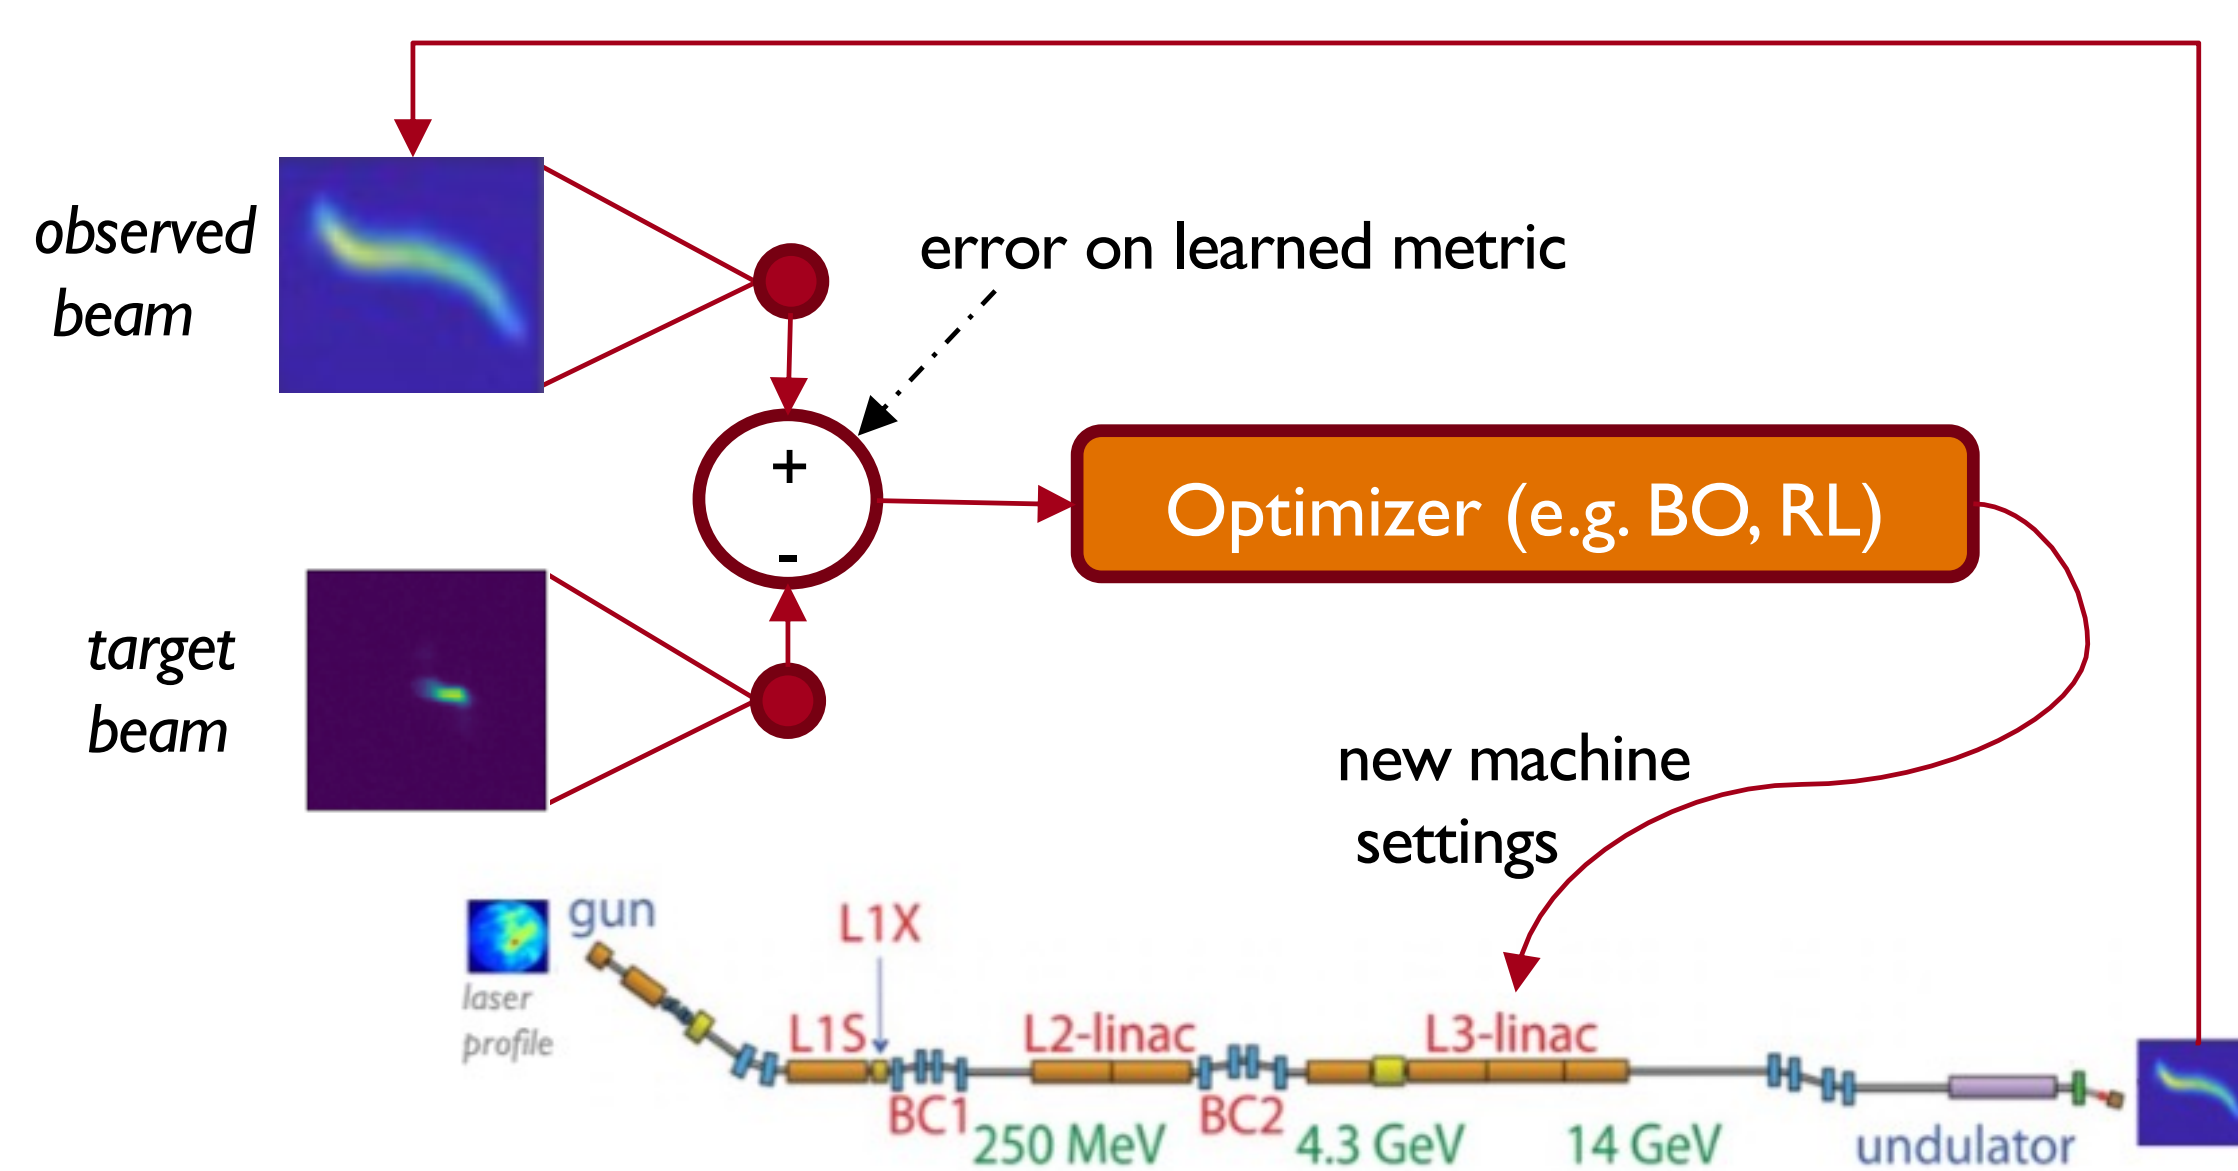 observed
beam
error on learned metric
+
-
Optimizer (e.g. BO, RL)
target
beam
new machine
settings
gun
laser
profile
L1X
L1S
L2-linac
L3-linac
BC1
250 MeV
BC2
4.3 GeV
14 GeV
undulator